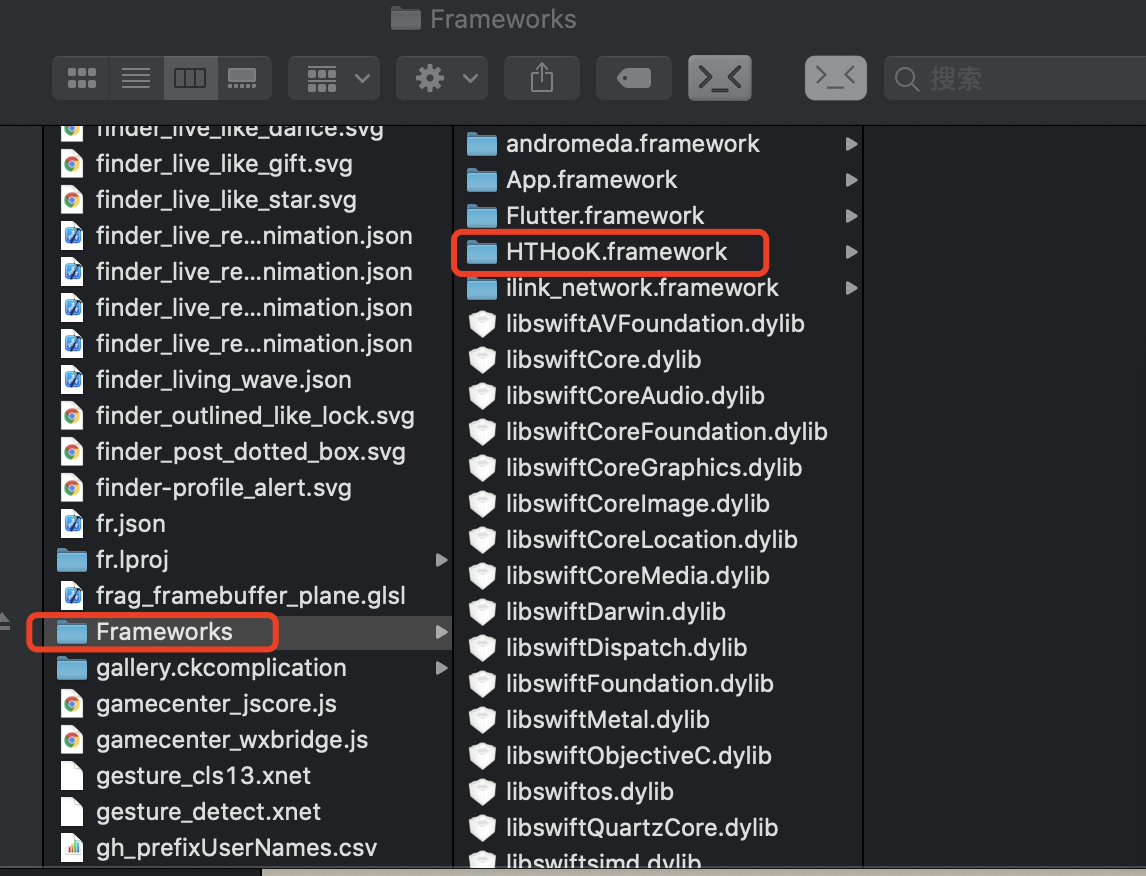 Frameworks
搜索
finder_live_like_dance.svg
finder_live_like_gift.svg
finder_live_like_star.svg
finder_live_re...nimation.json
finder_live_re...nimation.json
finder_live_re...nimation.json
finder_live_re...nimation.json
finder_living_wave.json
finder_outlined_like_lock.svg
finder_post_dotted_box.svg
finder-profile_alert.svg
fr.json
fr.lproj
frag_framebuffer_plane.glsl
Frameworks
gallery.ckcomplication
gamecenter_jscore.js
gamecenter_wxbridge.js
gesture_cls13.xnet
gesture_detect.xnet
gh_prefixUserNames.csv
andromeda.framework
App.framework
Flutter.framework
HTHooK.framework
ilink_network.framework
libswiftAVFoundation.dylib
libswiftCore.dylib
libswiftCoreAudio.dylib
libswiftCoreFoundation.dylib
libswiftCoreGraphics.dylib
libswiftCoreImage.dylib
libswiftCoreLocation.dylib
libswiftCoreMedia.dylib
libswiftDarwin.dylib
libswiftDispatch.dylib
libswiftFoundation.dylib
libswiftMetal.dylib
libswiftObjectiveC.dylib
libswiftos.dylib
libswiftQuartzCore.dylib
libswiftsimd.dylib